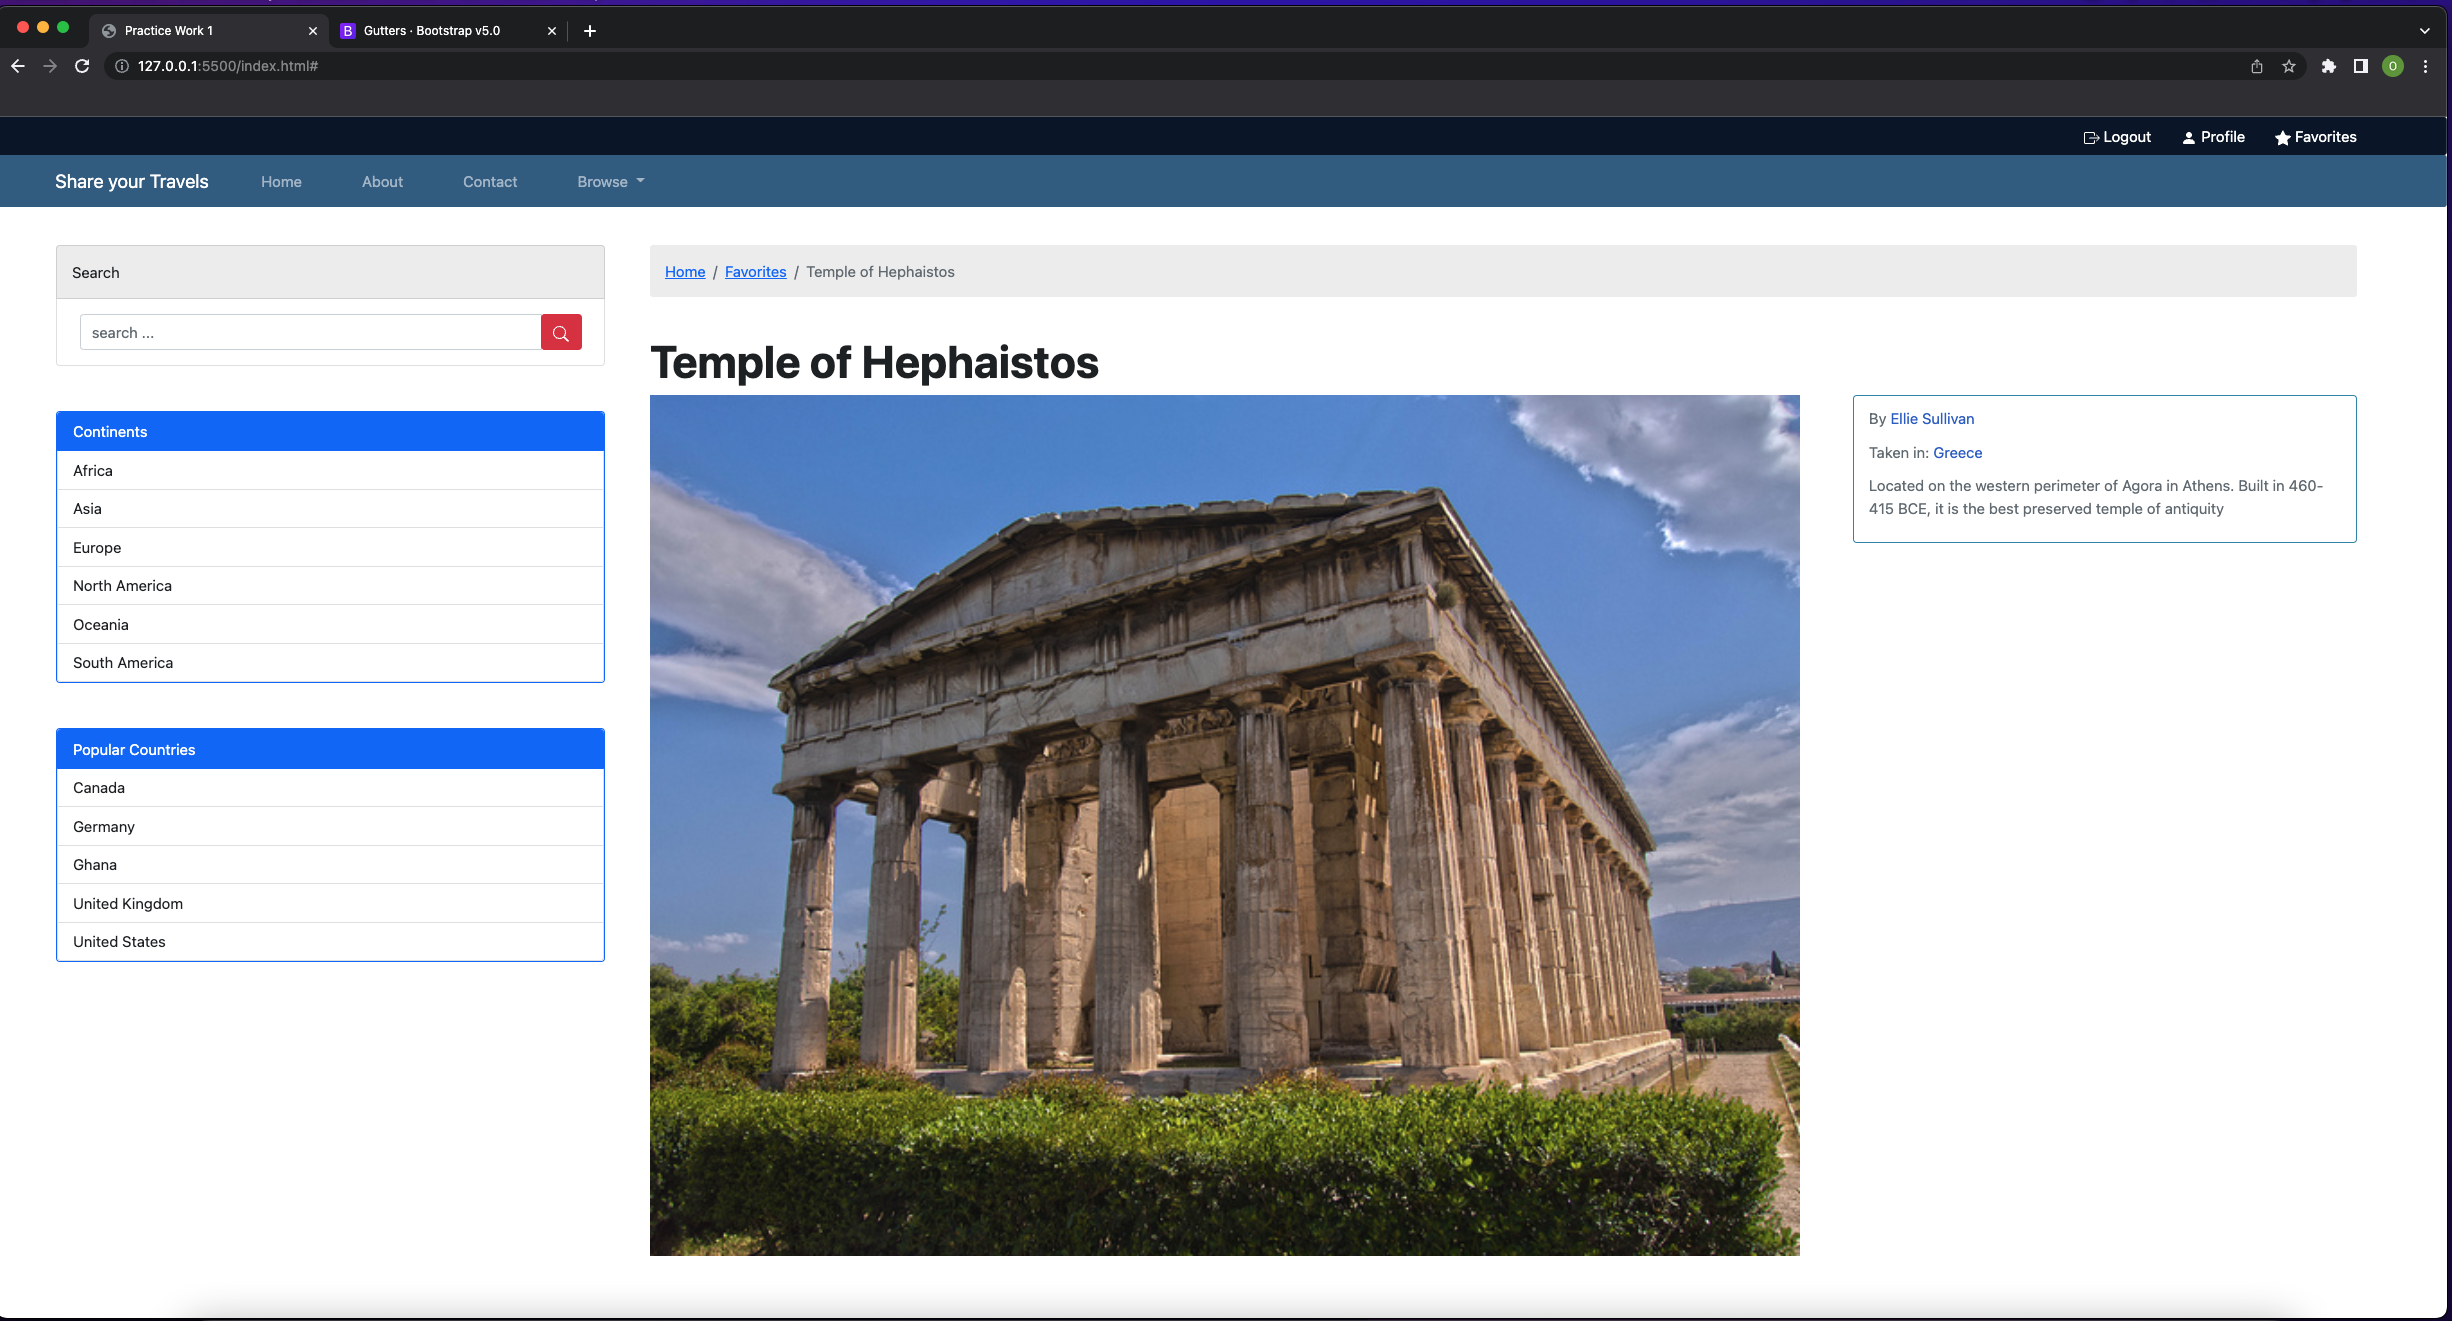 Practice Work 1
Gutters · Bootstrap v5.0
127.0.0.1:5500/index.html#
O
Logout
Profile
Favorites
Share your Travels
Home
About
Contact
Browse
Search
search ...
Continents
Africa
Asia
Europe
North America
Oceania
South America
Popular Countries
Canada
Germany
Ghana
United Kingdom
United States
Home / Favorites / Temple of Hephaistos
Temple of Hephaistos
By Ellie Sullivan
Taken in: Greece
Located on the western perimeter of Agora in Athens. Built in 460-
415 BCE, it is the best preserved temple of antiquity